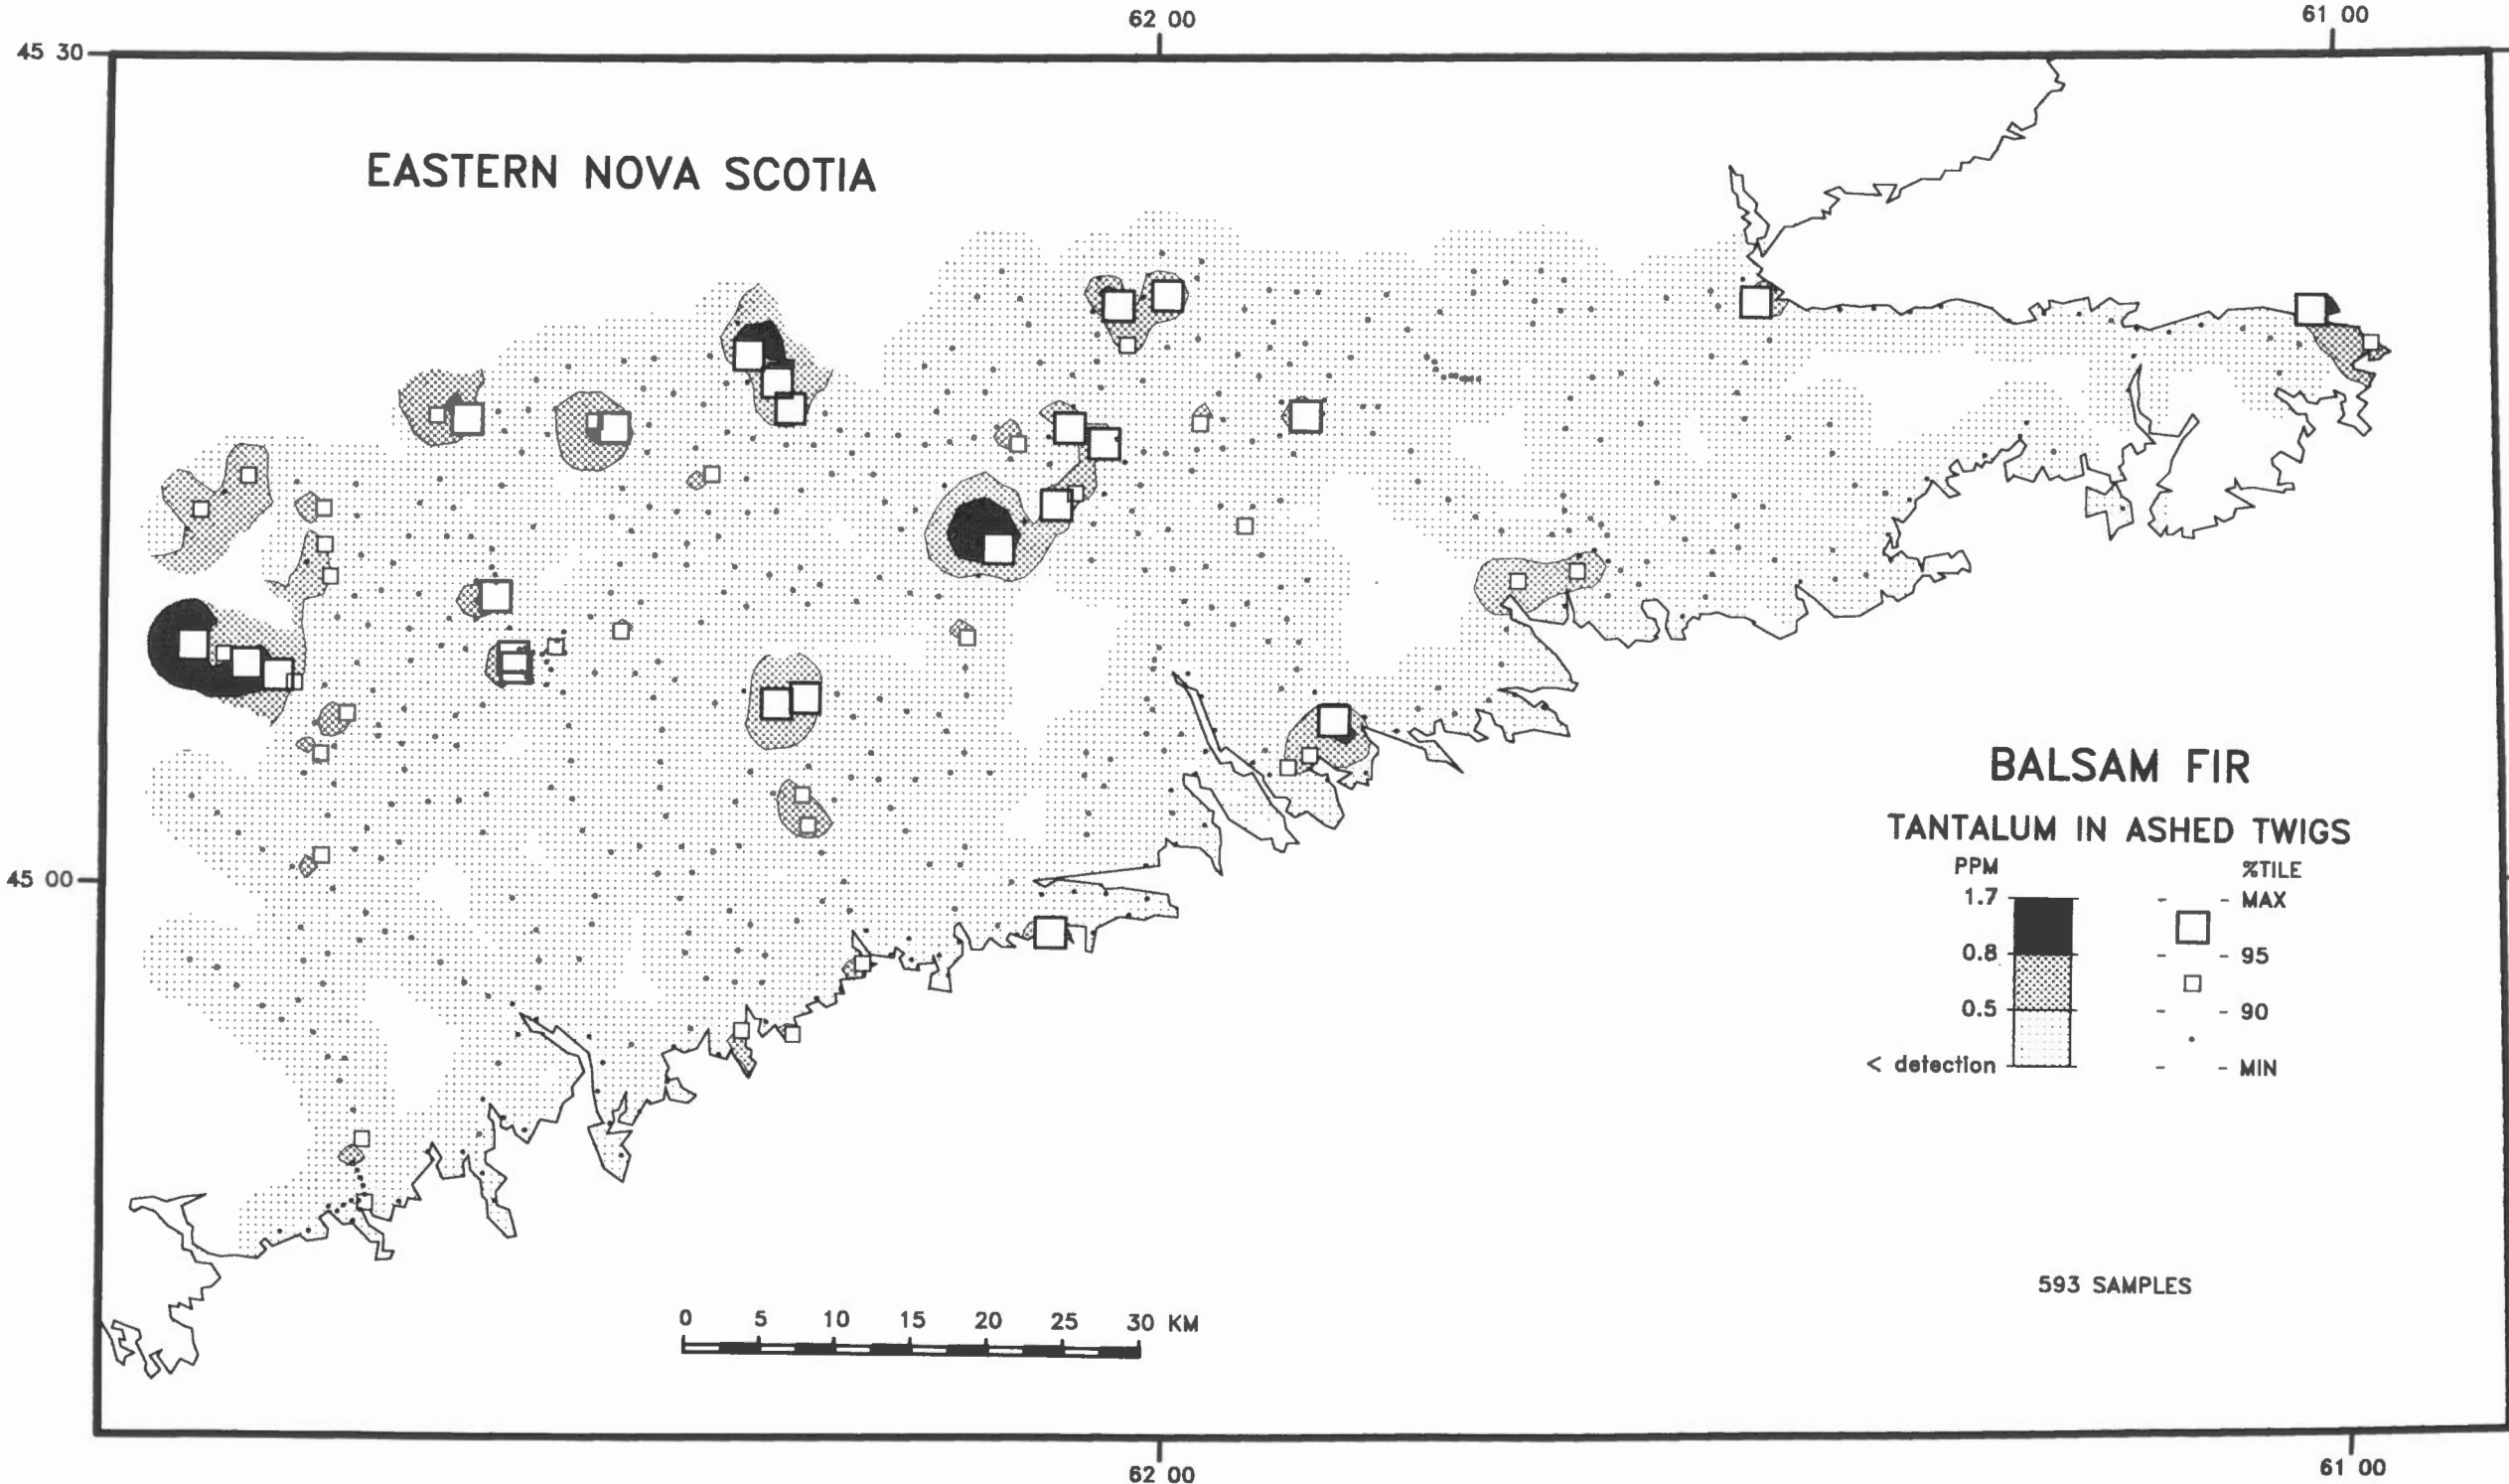 62 00
61 00
45 30
EASTERN NOVA SCOTIA
BALSAM FIR
TANTALUM IN ASHED TWIGS
PPM %TILE
1.7 - - MAX
0.8 - - 95
0.5 - - 90
< detection - - MIN
45 00
593 SAMPLES
0 5 10 15 20 25 30 KM
62 00
61 00